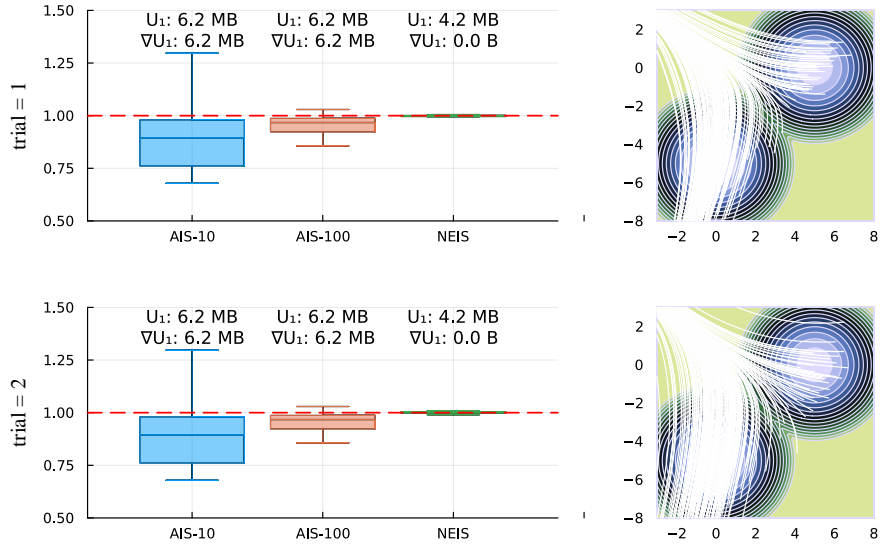 U₁: 6.2 MB U₁: 6.2 MB U₁: 4.2 MB
∇U₁: 6.2 MB ∇U₁: 6.2 MB ∇U₁: 0.0 B
1.50
1.25
1.00
0.75
0.50
trial = 1
AIS-10 AIS-100 NEIS
2
0
−2
−4
−6
−8
−2 0 2 4 6 8
U₁: 6.2 MB U₁: 6.2 MB U₁: 4.2 MB
∇U₁: 6.2 MB ∇U₁: 6.2 MB ∇U₁: 0.0 B
1.50
1.25
1.00
0.75
0.50
trial = 2
AIS-10 AIS-100 NEIS
2
0
−2
−4
−6
−8
−2 0 2 4 6 8